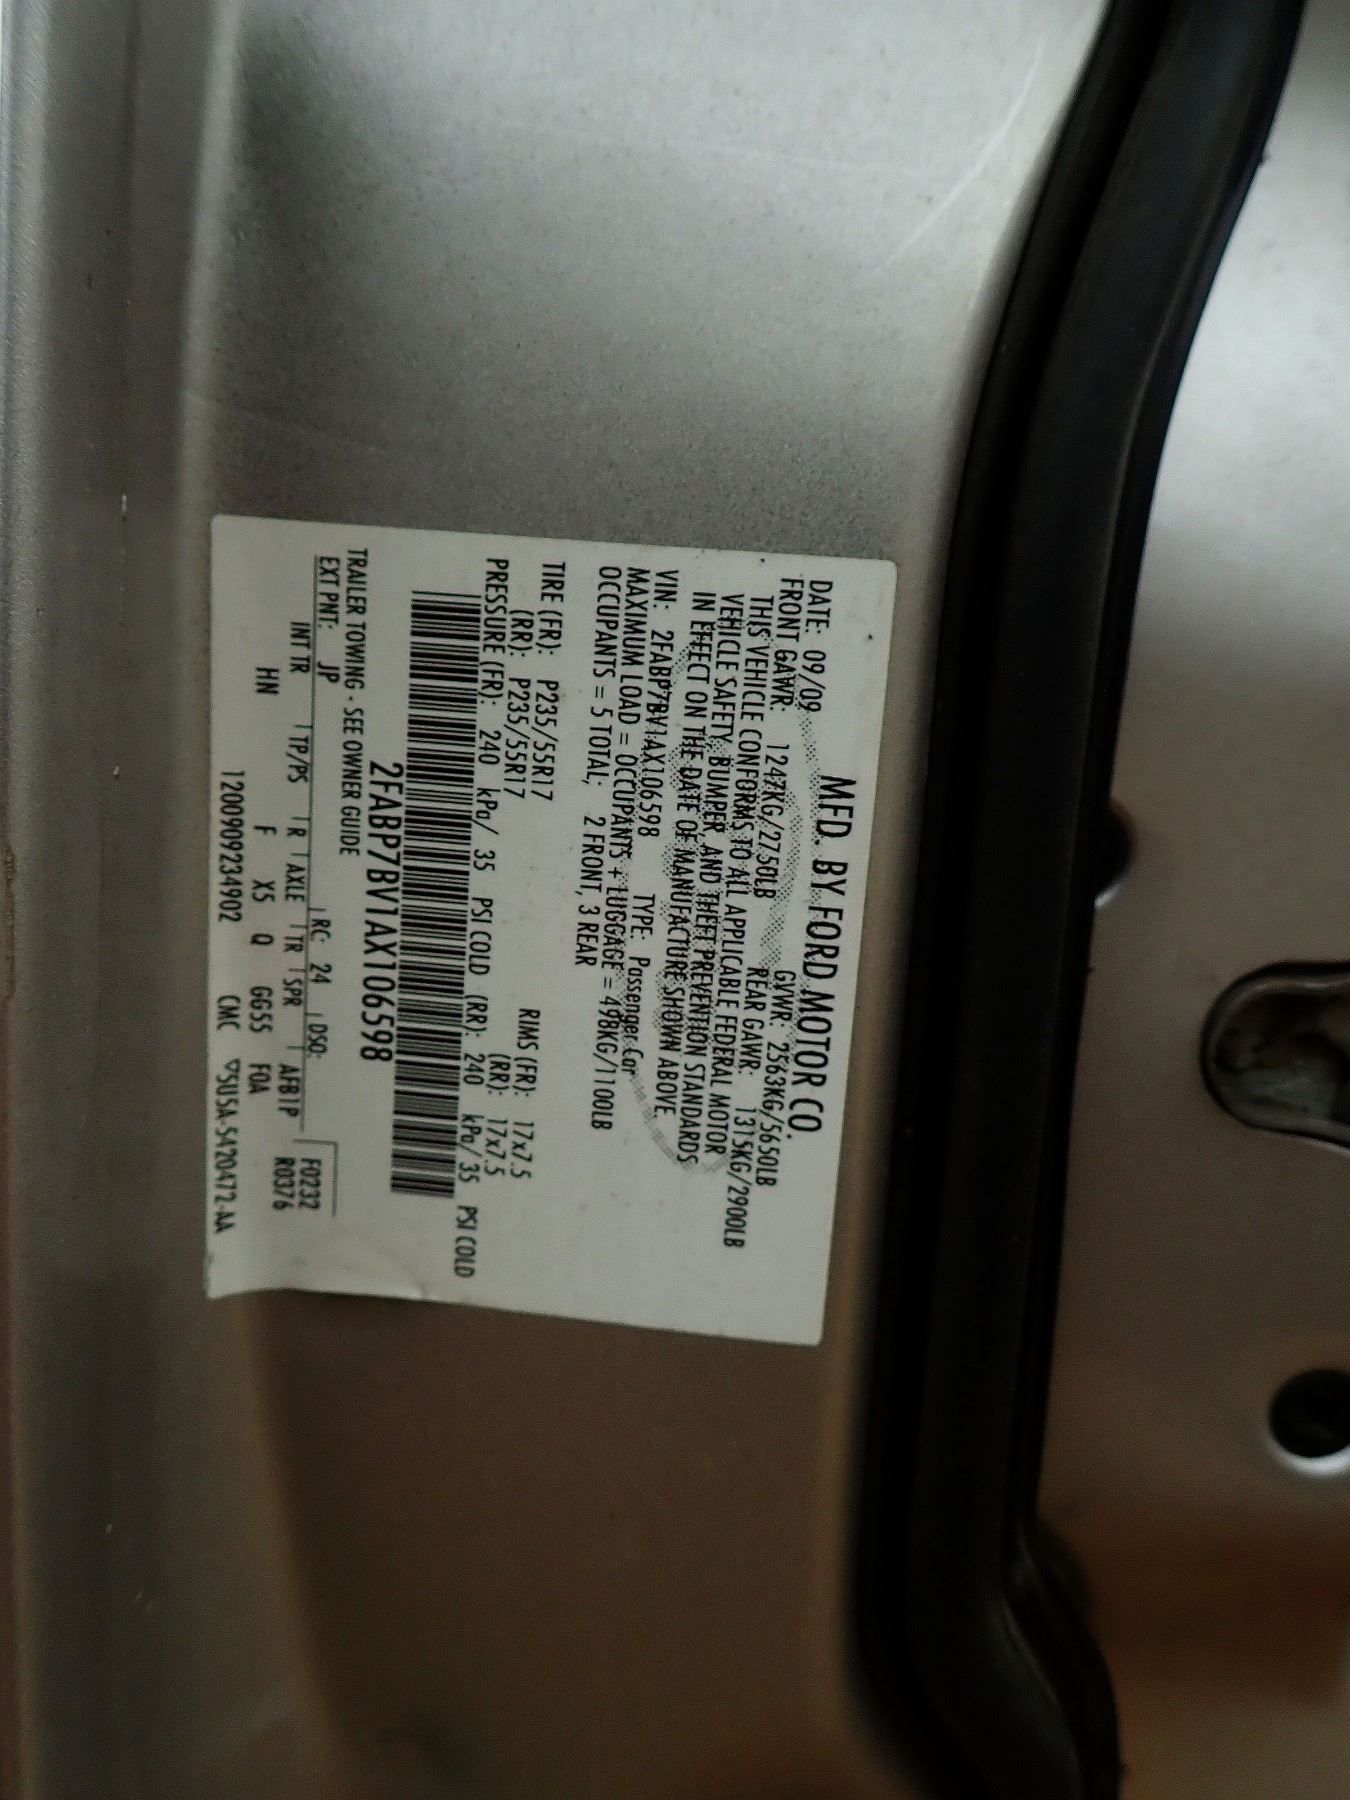 MFD. BY FORD MOTOR CO.
DATE: 09/09 GVWR: 2563KG/5650LB
FRONT GAWR: 1247KG/2750LB REAR GAWR: 1315KG/2900LB
THIS VEHICLE CONFORMS TO ALL APPLICABLE FEDERAL MOTOR
VEHICLE SAFETY, BUMPER, AND THEFT PREVENTION STANDARDS
IN EFFECT ON THE DATE OF MANUFACTURE SHOWN ABOVE
VIN: 2FABP7BV1AX106598 TYPE: Passenger Car
MAXIMUM LOAD = OCCUPANTS + LUGGAGE = 498KG/1100LB
OCCUPANTS = 5 TOTAL; 2 FRONT, 3 REAR
TIRE (FR): P235/55R17 RIMS (FR): 17x7.5
(RR): P235/55R17 (RR): 17x7.5
PRESSURE (FR): 240 kPa/ 35 PSI COLD (RR): 240 kPa/ 35 PSI COLD
2FABP7BV1AX106598
TRAILER TOWING - SEE OWNER GUIDE
EXT PNT: JP RC: 24 DSO: F0232
INT TR TP/PS R AXLE TR SPR AFB1P R0376
HN F X5 Q GG55 F0A
1200909234902 CMC ▽5U5A-5420472-AA